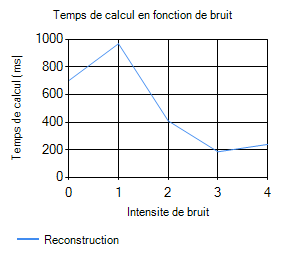 Temps de calcul en fonction de bruit
Temps de calcul (ms)
1000
800
600
400
200
0
0 1 2 3 4
Intensite de bruit
Reconstruction